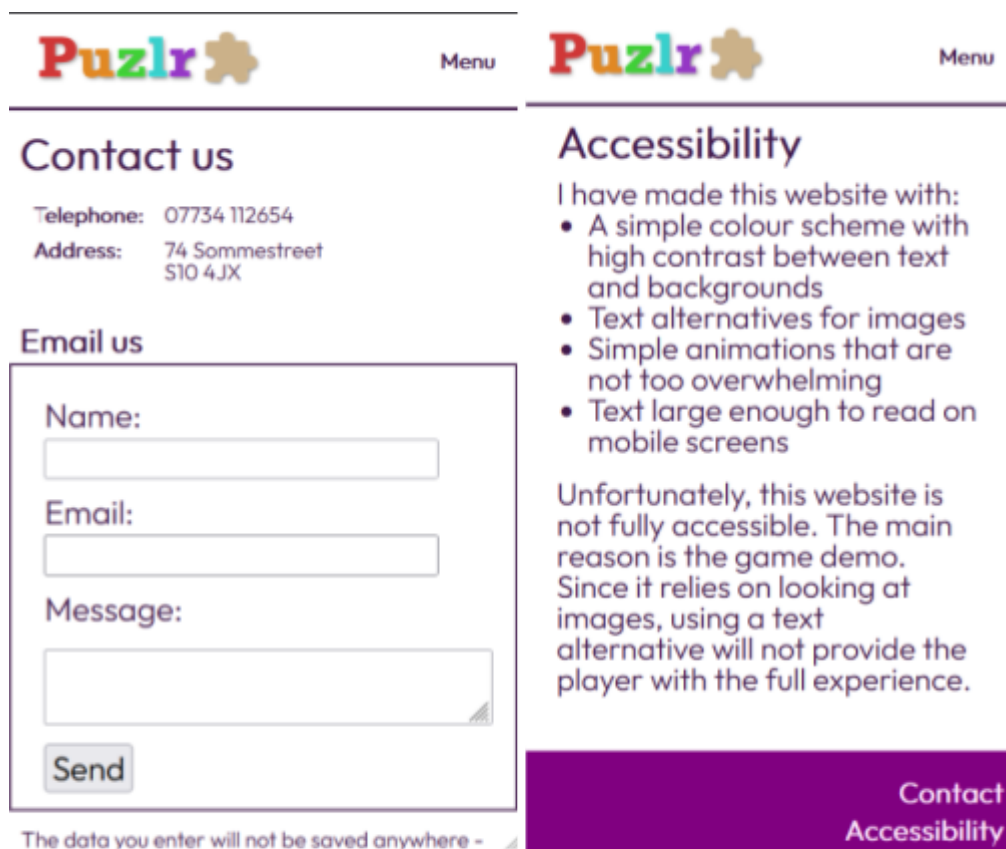 Puzlr
Menu
Contact us
Telephone: 07734 112654
Address: 74 Sommestreet
S10 4JX
Email us
Name:
Email:
Message:
Send
The data you enter will not be saved anywhere -
Puzlr
Menu
Accessibility
I have made this website with:
• A simple colour scheme with
high contrast between text
and backgrounds
• Text alternatives for images
• Simple animations that are
not too overwhelming
• Text large enough to read on
mobile screens
Unfortunately, this website is
not fully accessible. The main
reason is the game demo.
Since it relies on looking at
images, using a text
alternative will not provide the
player with the full experience.
Contact
Accessibility